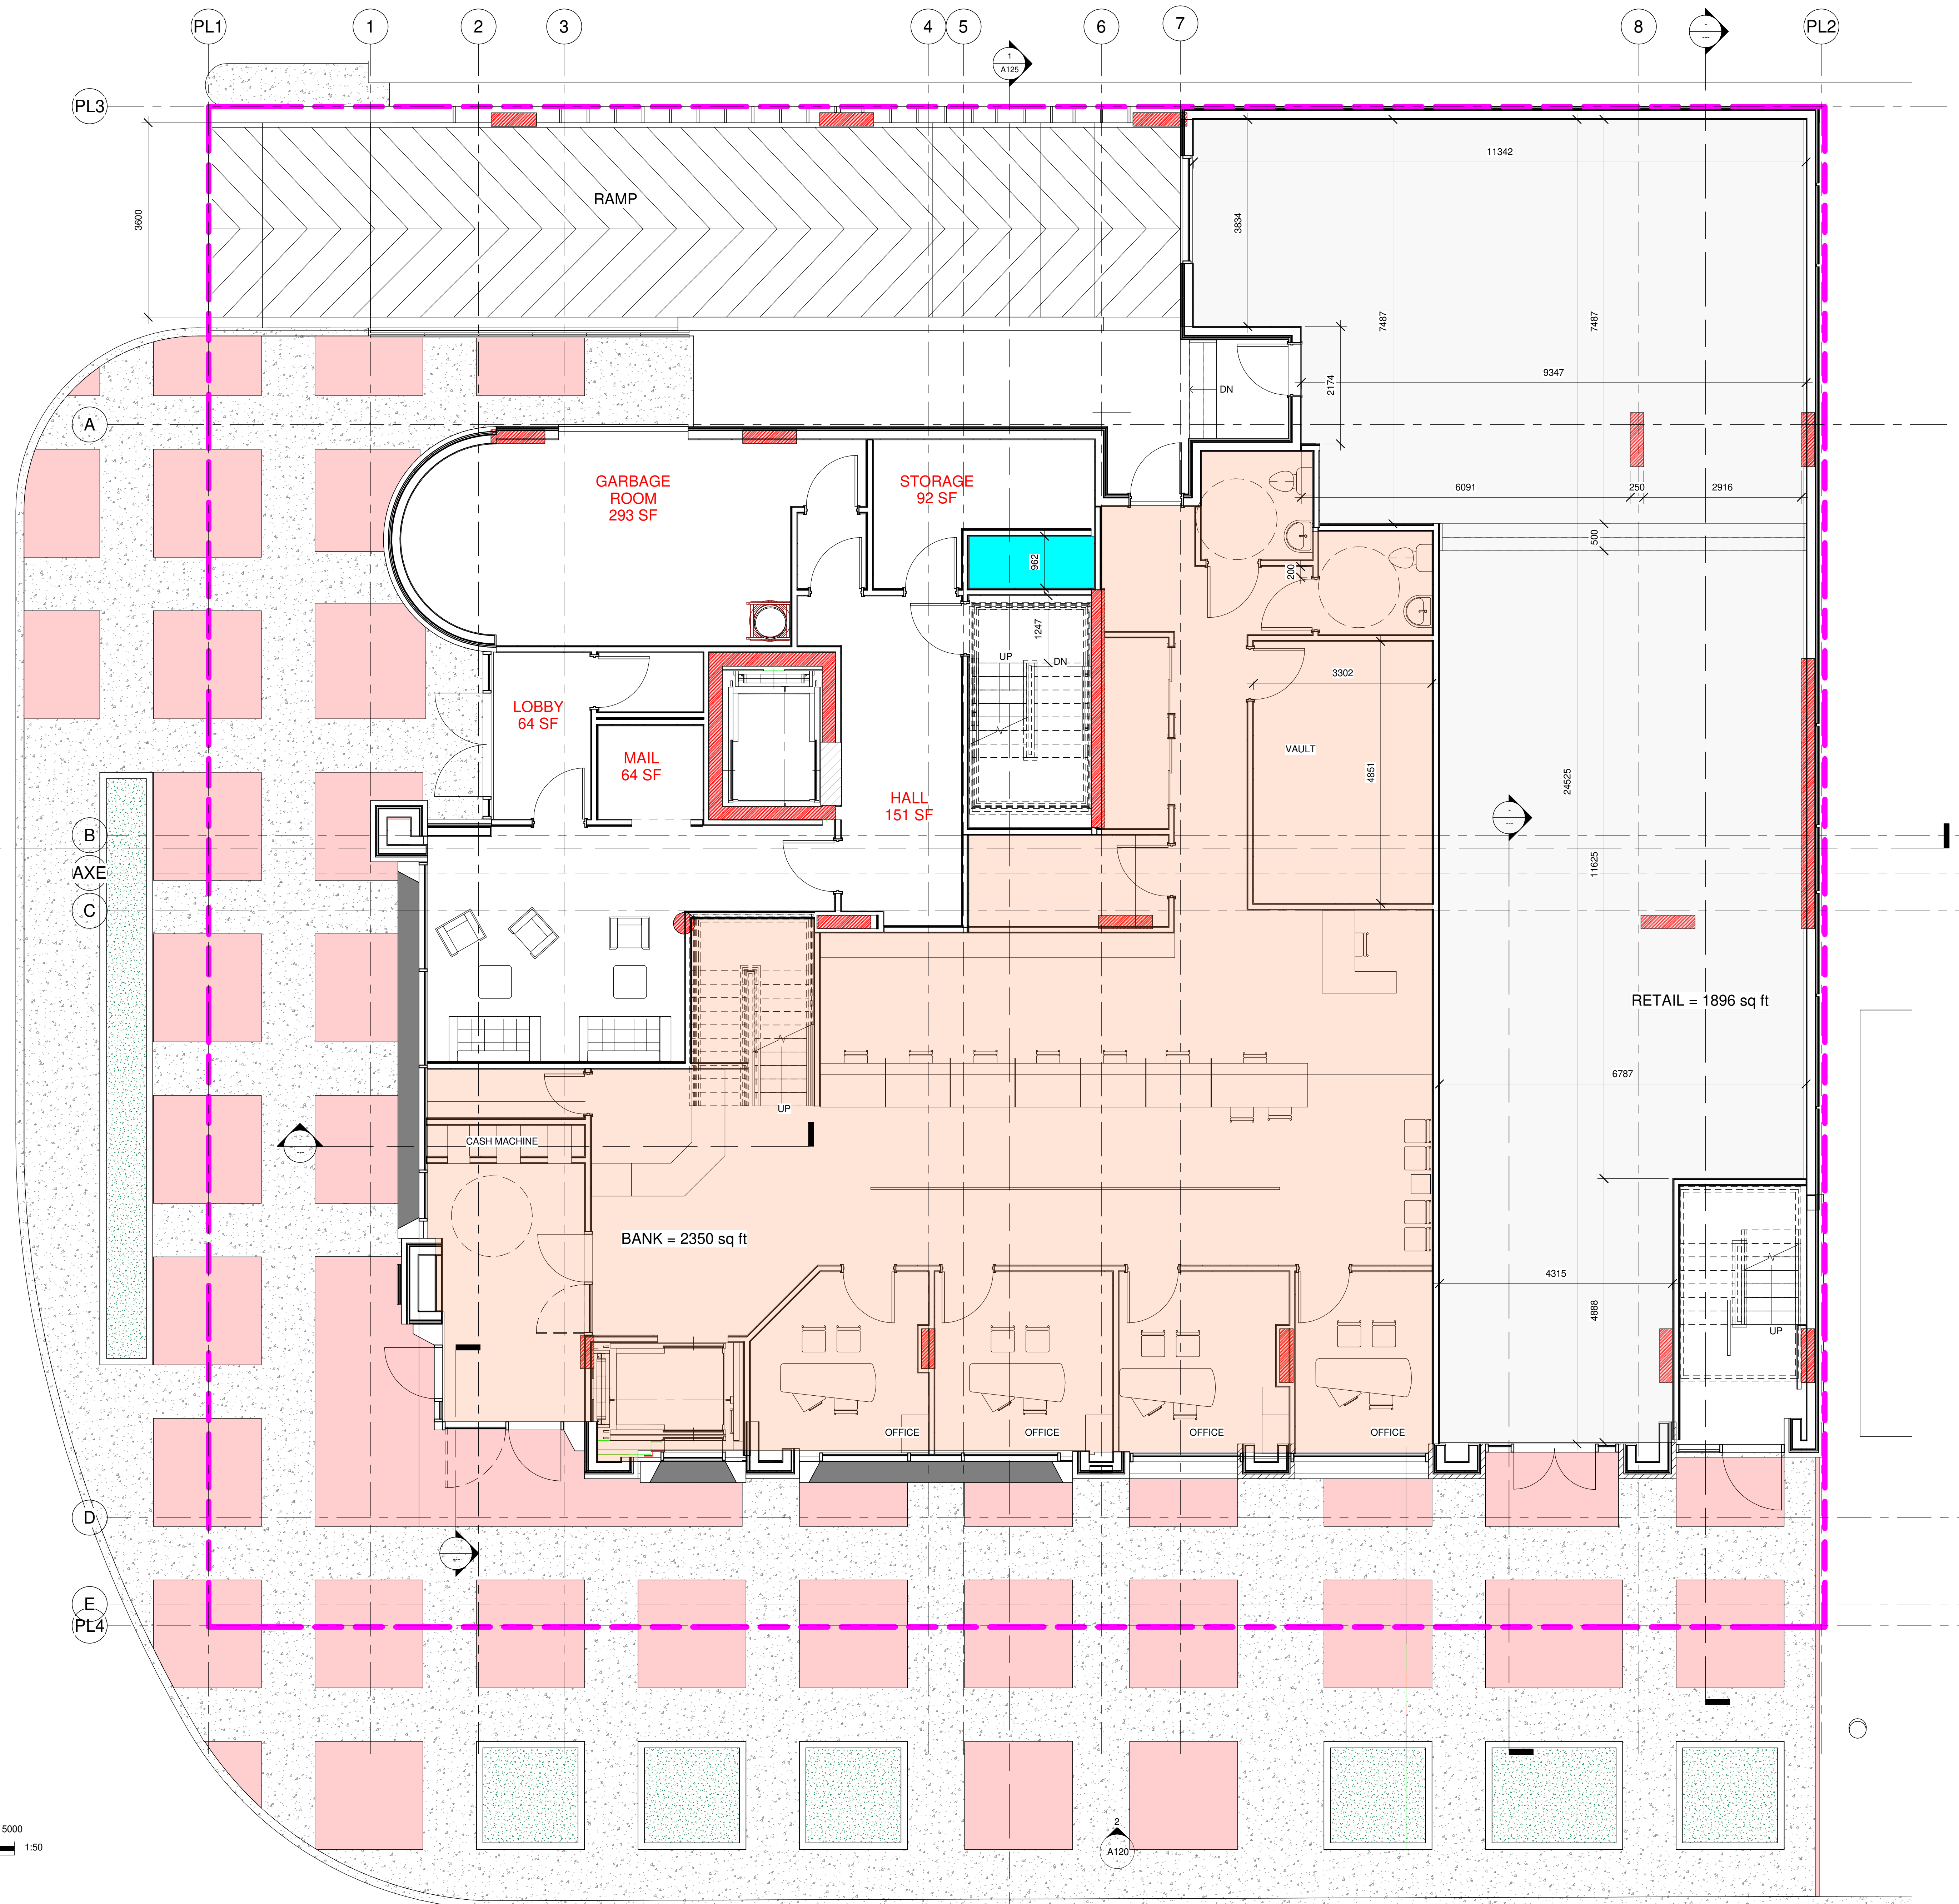 PL1
1
2
3
4
5
6
7
8
---
PL2
1
A125
PL3
11342
RAMP
3600
3834
7487
7487
DN
2174
9347
A
GARBAGE
ROOM
293 SF
STORAGE
92 SF
6091
250
2916
500
962
200
1247
UP
DN
3302
LOBBY
64 SF
MAIL
64 SF
VAULT
4851
24525
HALL
151 SF
B
AXE
C
11625
RETAIL = 1896 sq ft
6787
UP
CASH MACHINE
---
BANK = 2350 sq ft
4315
4888
UP
OFFICE
OFFICE
OFFICE
OFFICE
D
E
PL4
2
A120
5000
1:50